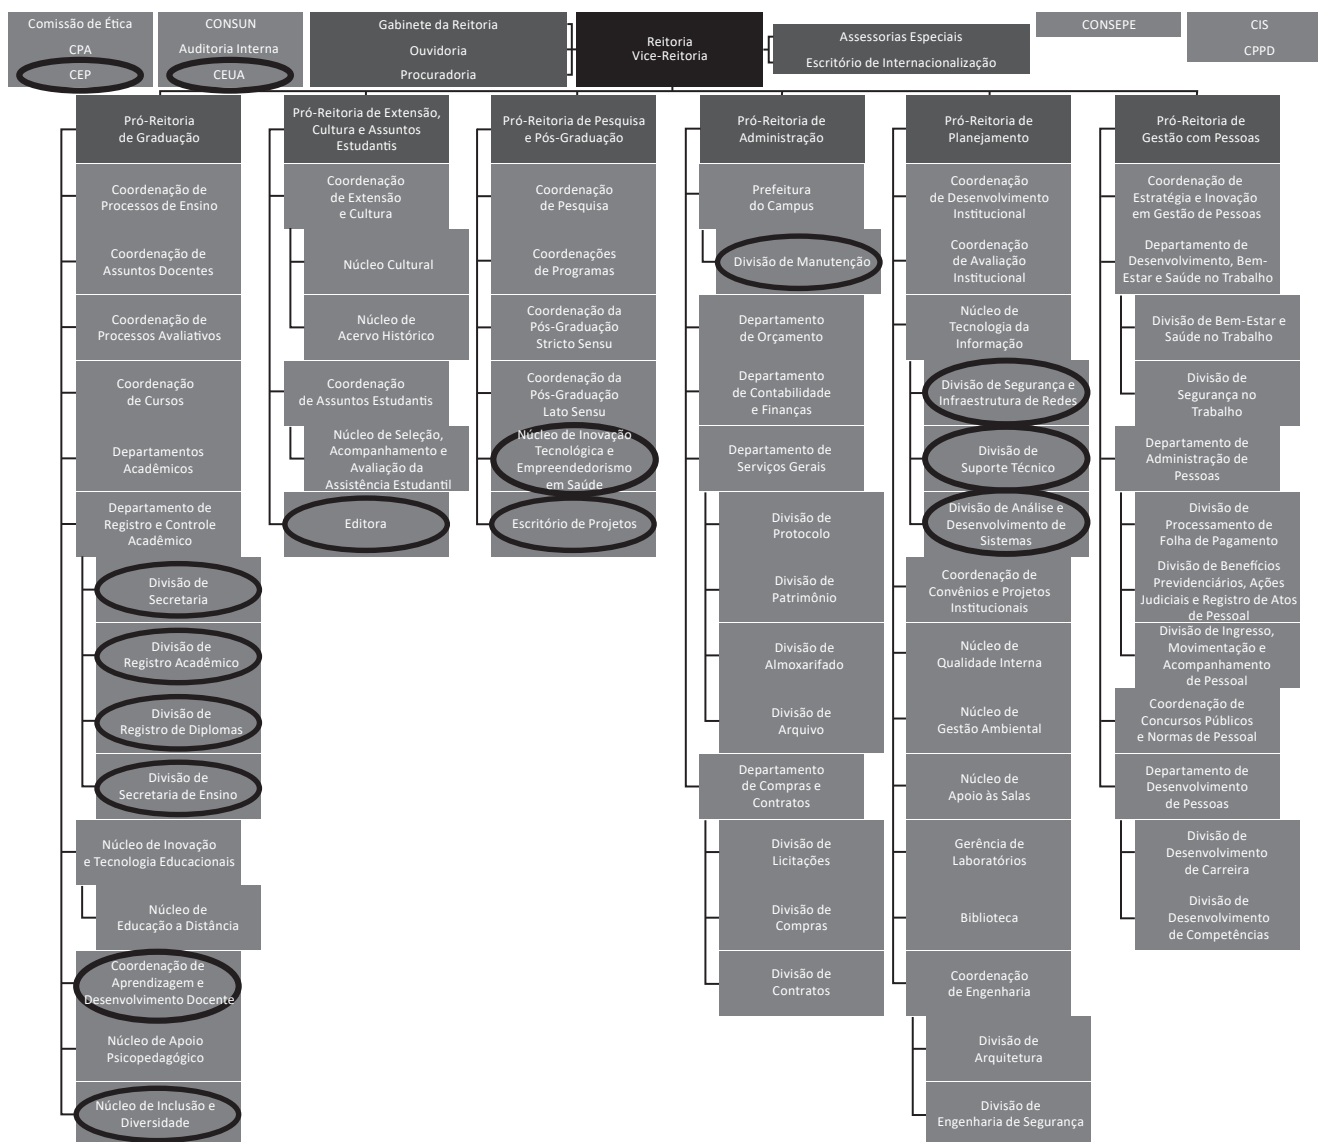 Comissão de Ética
CPA
CEP
CONSUN
Auditoria Interna
CEUA
Gabinete da Reitoria
Ouvidoria
Procuradoria
Reitoria
Vice-Reitoria
Assessorias Especiais
Escritório de Internacionalização
CONSEPE
CIS
CPPD
Pró-Reitoria
de Graduação
Coordenação de
Processos de Ensino
Coordenação de
Assuntos Docentes
Coordenação de
Processos Avaliativos
Coordenação
de Cursos
Departamentos
Acadêmicos
Departamento de
Registro e Controle
Acadêmico
Divisão de
Secretaria
Divisão de
Registro Acadêmico
Divisão de
Registro de Diplomas
Divisão de
Secretaria de Ensino
Núcleo de Inovação
e Tecnologia Educacionais
Núcleo de
Educação a Distância
Coordenação de
Aprendizagem e
Desenvolvimento Docente
Núcleo de Apoio
Psicopedagógico
Núcleo de Inclusão e
Diversidade
Pró-Reitoria de Extensão,
Cultura e Assuntos
Estudantis
Coordenação
de Extensão
e Cultura
Núcleo Cultural
Núcleo de
Acervo Histórico
Coordenação
de Assuntos Estudantis
Núcleo de Seleção,
Acompanhamento e
Avaliação da
Assistência Estudantil
Editora
Pró-Reitoria de Pesquisa
e Pós-Graduação
Coordenação
de Pesquisa
Coordenações
de Programas
Coordenação da
Pós-Graduação
Stricto Sensu
Coordenação da
Pós-Graduação
Lato Sensu
Núcleo de Inovação
Tecnológica e
Empreendedorismo
em Saúde
Escritório de Projetos
Pró-Reitoria de
Administração
Prefeitura
do Campus
Divisão de Manutenção
Departamento
de Orçamento
Departamento
de Contabilidade
e Finanças
Departamento de
Serviços Gerais
Divisão de
Protocolo
Divisão de
Patrimônio
Divisão de
Almoxarifado
Divisão de
Arquivo
Departamento
de Compras e
Contratos
Divisão de
Licitações
Divisão de
Compras
Divisão de
Contratos
Pró-Reitoria de
Planejamento
Coordenação
de Desenvolvimento
Institucional
Coordenação
de Avaliação
Institucional
Núcleo de
Tecnologia da
Informação
Divisão de Segurança e
Infraestrutura de Redes
Divisão de
Suporte Técnico
Divisão de Análise e
Desenvolvimento de
Sistemas
Coordenação de
Convênios e Projetos
Institucionais
Núcleo de
Qualidade Interna
Núcleo de
Gestão Ambiental
Núcleo de
Apoio às Salas
Gerência de
Laboratórios
Biblioteca
Coordenação
de Engenharia
Divisão de
Arquitetura
Divisão de
Engenharia de Segurança
Pró-Reitoria de
Gestão com Pessoas
Coordenação de
Estratégia e Inovação
em Gestão de Pessoas
Departamento de
Desenvolvimento, Bem-
Estar e Saúde no Trabalho
Divisão de Bem-Estar e
Saúde no Trabalho
Divisão de
Segurança no
Trabalho
Departamento de
Administração de
Pessoas
Divisão de
Processamento de
Folha de Pagamento
Divisão de Benefícios
Previdenciários, Ações
Judiciais e Registro de Atos
de Pessoal
Divisão de Ingresso,
Movimentação e
Acompanhamento
de Pessoal
Coordenação de
Concursos Públicos
e Normas de Pessoal
Departamento de
Desenvolvimento
de Pessoas
Divisão de
Desenvolvimento
de Carreira
Divisão de
Desenvolvimento
de Competências